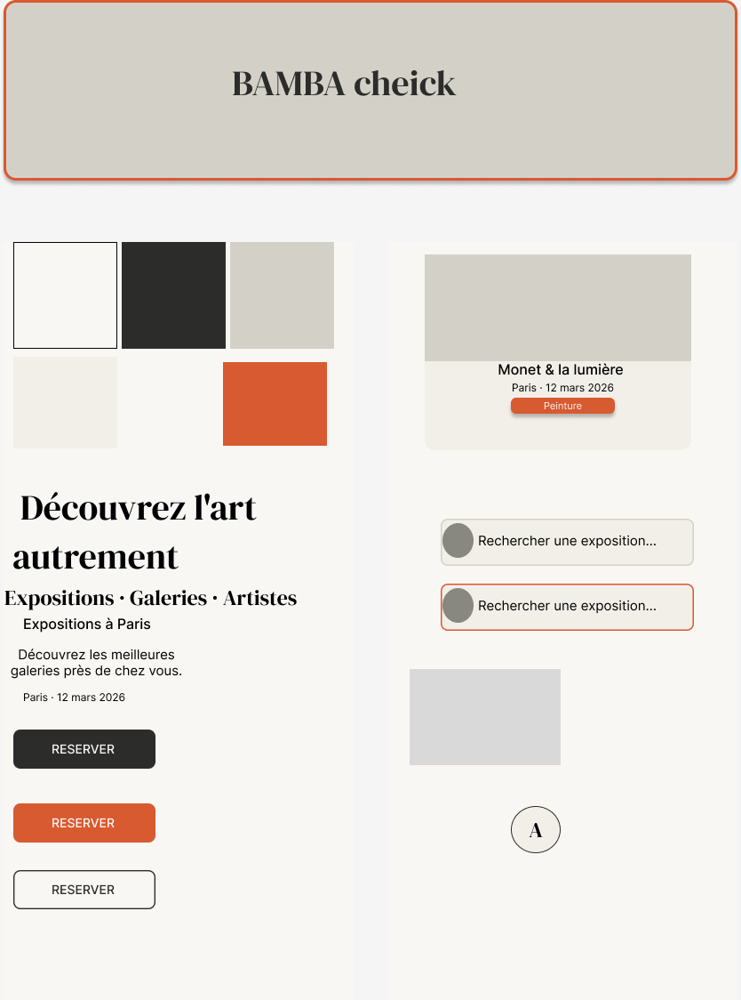 BAMBA cheick
Découvrez l'art
autrement
Expositions · Galeries · Artistes
Expositions à Paris
Découvrez les meilleures
galeries près de chez vous.
Paris · 12 mars 2026
RESERVER
RESERVER
RESERVER
Monet & la lumière
Paris · 12 mars 2026
Peinture
Rechercher une exposition...
Rechercher une exposition...
A